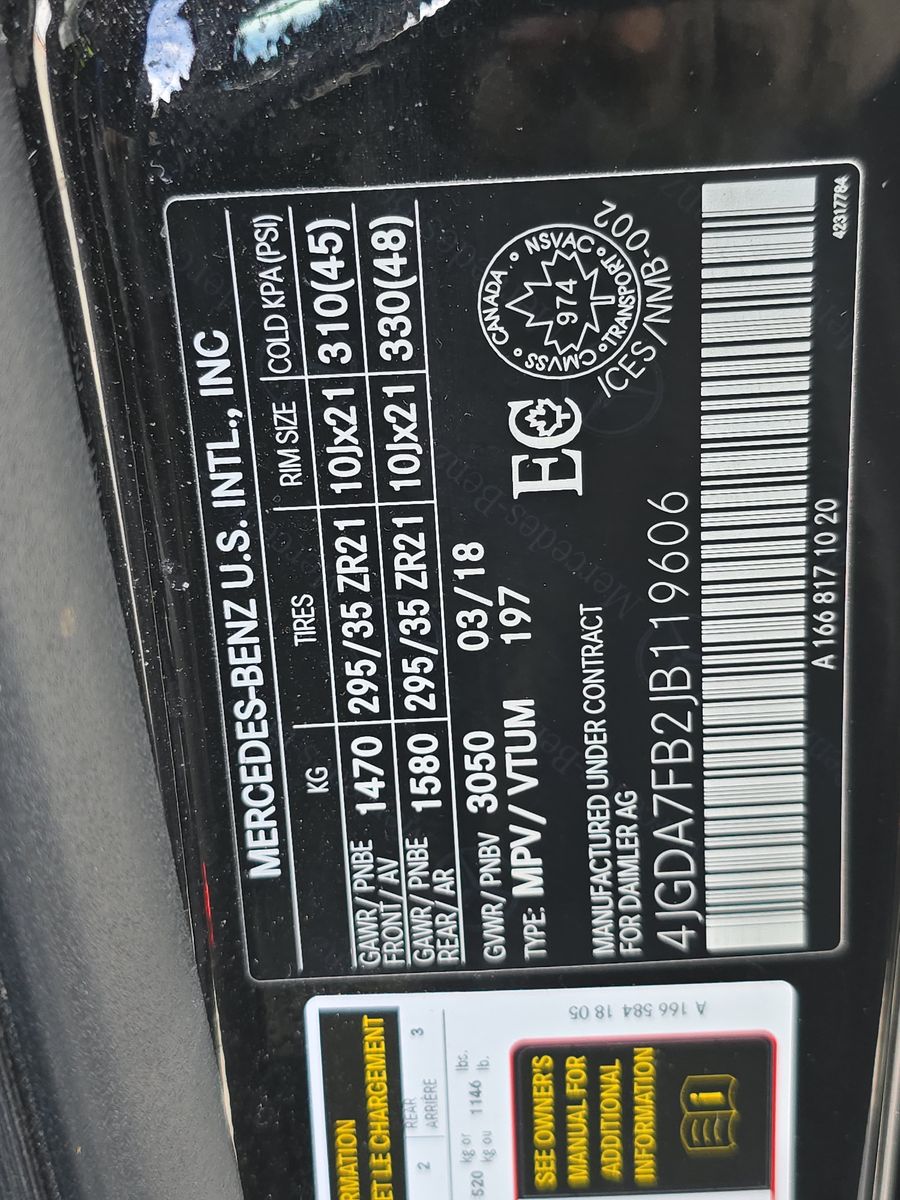 MERCEDES-BENZ U.S. INTL., INC
KG TIRES RIM SIZE COLD KPA (PSI)
GAWR/PNBE
FRONT/AV 1470 295/35 ZR21 10Jx21 310(45)
GAWR/PNBE
REAR/AR 1580 295/35 ZR21 10Jx21 330(48)
GVWR/PNBV 3050 03/18
TYPE: MPV/VTUM 197
EC
CMVSS CANADA NSVAC TRANSPORT
974
ICES/NMB-002
MANUFACTURED UNDER CONTRACT
FOR DAIMLER AG
4JGDA7FB2JB119606
A 166 817 10 20
4231778A
RMATION
ET LE CHARGEMENT
2 REAR 3
ARRIÈRE
520 kg or 1146 lbs.
kg ou lb.
SEE OWNER'S
MANUAL FOR
ADDITIONAL
INFORMATION
A 166 584 18 05